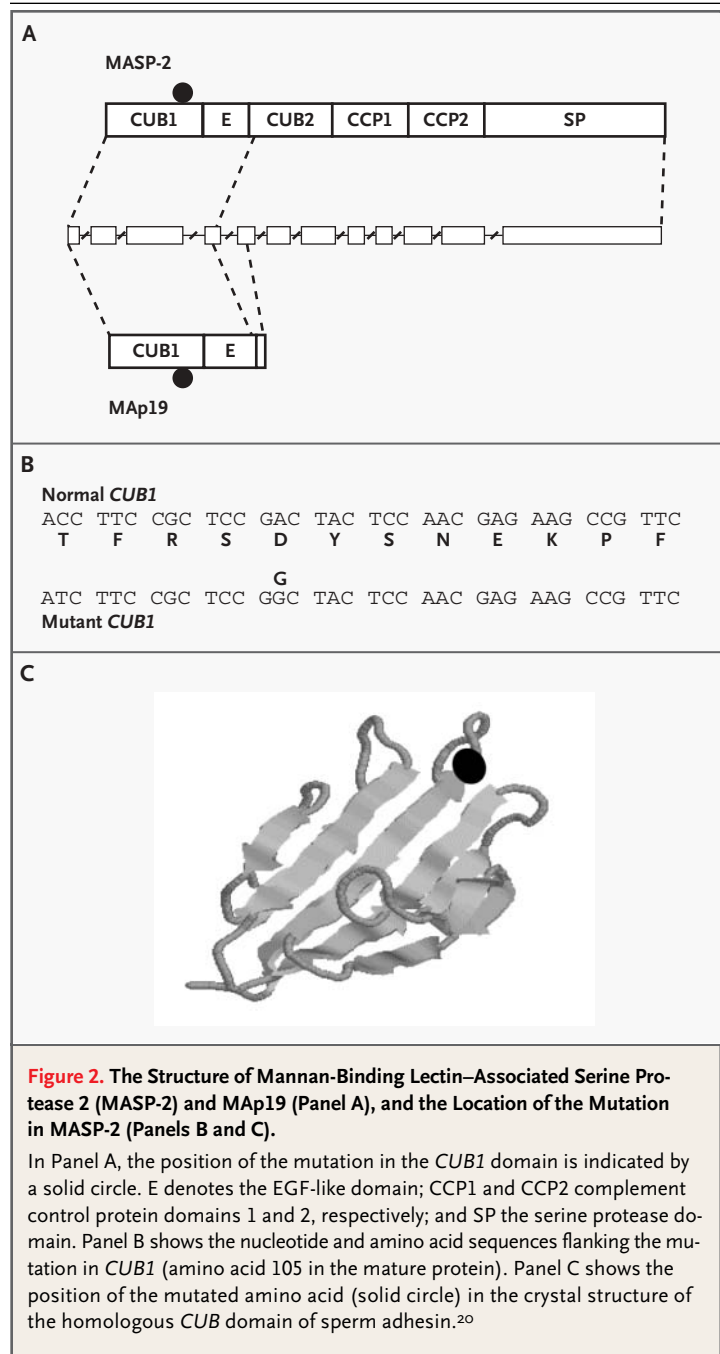 A
MASP-2
CUB1 E CUB2 CCP1 CCP2 SP
CUB1 E
MAp19
B
Normal CUB1
ACC TTC CGC TCC GAC TAC TCC AAC GAG AAG CCG TTC
T F R S D Y S N E K P F
G
ATC TTC CGC TCC GGC TAC TCC AAC GAG AAG CCG TTC
Mutant CUB1
C
Figure 2. The Structure of Mannan-Binding Lectin–Associated Serine Pro-
tease 2 (MASP-2) and MAp19 (Panel A), and the Location of the Mutation
in MASP-2 (Panels B and C).
In Panel A, the position of the mutation in the CUB1 domain is indicated by
a solid circle. E denotes the EGF-like domain; CCP1 and CCP2 complement
control protein domains 1 and 2, respectively; and SP the serine protease do-
main. Panel B shows the nucleotide and amino acid sequences flanking the mu-
tation in CUB1 (amino acid 105 in the mature protein). Panel C shows the
position of the mutated amino acid (solid circle) in the crystal structure of
the homologous CUB domain of sperm adhesin.20